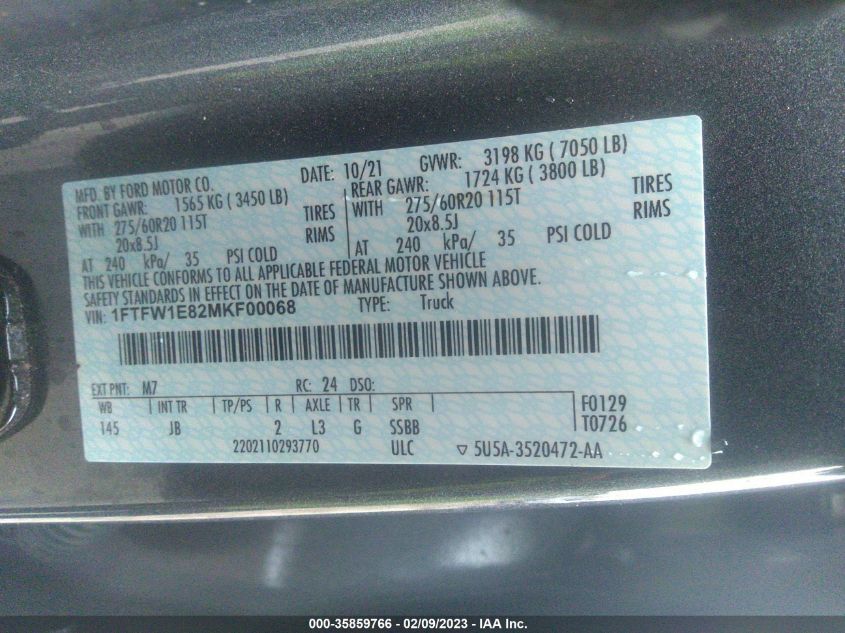 MFD. BY FORD MOTOR CO.
DATE: 10/21 GVWR: 3198 KG ( 7050 LB)
FRONT GAWR: 1565 KG ( 3450 LB) REAR GAWR: 1724 KG ( 3800 LB)
WITH 275/60R20 115T TIRES WITH 275/60R20 115T TIRES
20x8.5J RIMS 20x8.5J RIMS
AT 240 kPa/ 35 PSI COLD AT 240 kPa/ 35 PSI COLD
THIS VEHICLE CONFORMS TO ALL APPLICABLE FEDERAL MOTOR VEHICLE
SAFETY STANDARDS IN EFFECT ON THE DATE OF MANUFACTURE SHOWN ABOVE.
VIN: 1FTFW1E82MKF00068 TYPE: Truck
EXT PNT: M7 RC: 24 DSO:
WB INT TR TP/PS R AXLE TR SPR F0129
145 JB 2 L3 G SSBB T0726
2202110293770 ULC ▽ 5U5A-3520472-AA
000-35859766 - 02/09/2023 - IAA Inc.